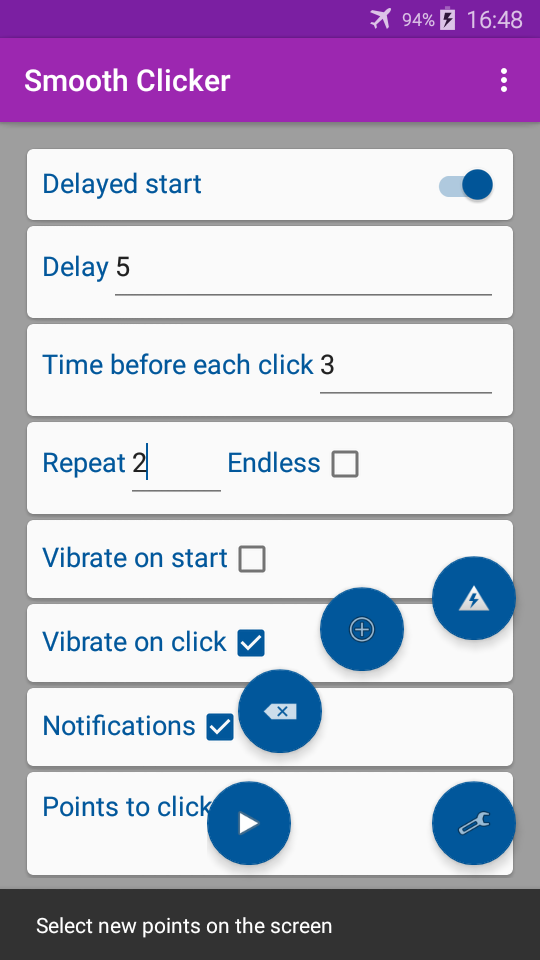 94% 16:48
Smooth Clicker
Delayed start
Delay 5
Time before each click 3
Repeat 2 Endless
Vibrate on start
Vibrate on click
Notifications
Points to click
Select new points on the screen